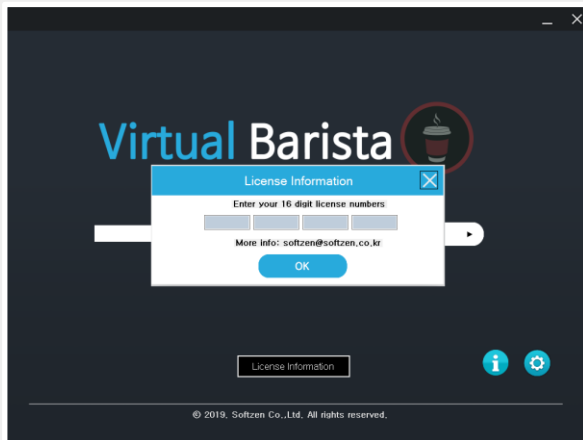 Virtual Barista
License Information
Enter your 16 digit license numbers
More info: softzen@softzen.co.kr
OK
License Information
© 2019. Softzen Co.,Ltd. All rights reserved.